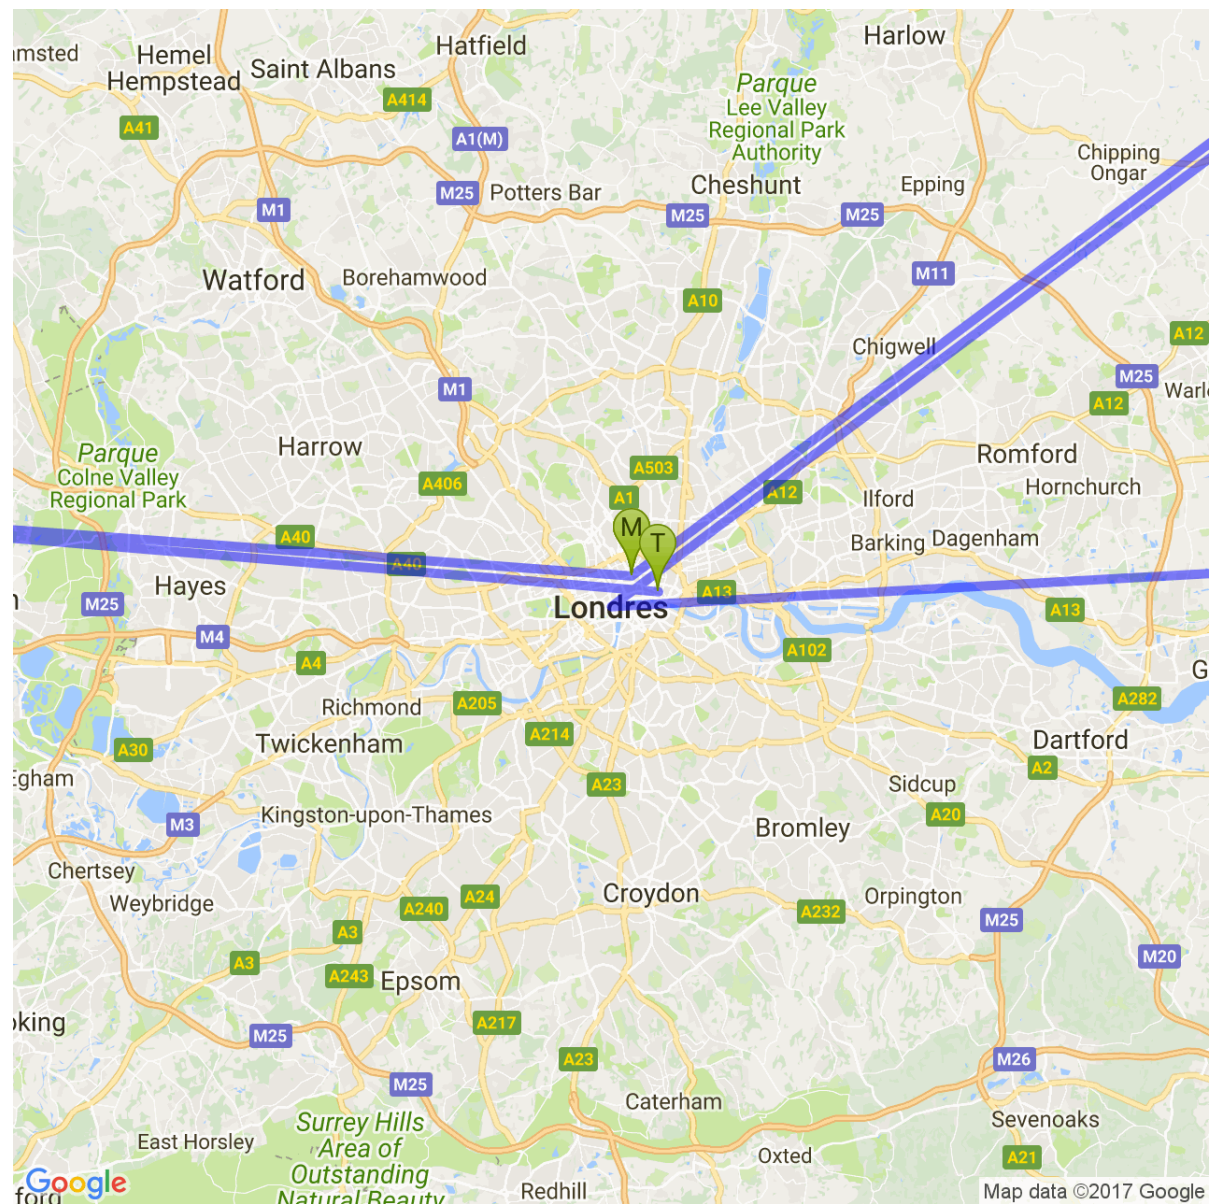 Hatfield
Harlow
Hemel
Hempstead
Saint Albans
A414
A41
A1(M)
Parque
Lee Valley
Regional Park
Authority
Chipping
Ongar
Cheshunt
Epping
M25
Potters Bar
M1
M25
M25
Watford
Borehamwood
M11
A10
A12
Chigwell
M25
M1
A12
Harrow
Parque
Colne Valley
Regional Park
A406
A503
A1
A12
Romford
Hornchurch
Ilford
M
T
A40
Barking
Dagenham
A40
Hayes
M25
Londres
A13
A13
M4
A4
A102
Richmond
A205
A282
A30
Twickenham
A214
Dartford
A2
Egham
A23
Sidcup
M3
Kingston-upon-Thames
A20
Bromley
Chertsey
Weybridge
A240
A24
Croydon
A232
Orpington
M25
A3
A3
A243
Epsom
M20
M25
A217
A23
M26
M25
Caterham
Sevenoaks
Surrey Hills
Area of
Outstanding
Natural Beauty
East Horsley
Oxted
A21
Redhill
Google
Map data ©2017 Google